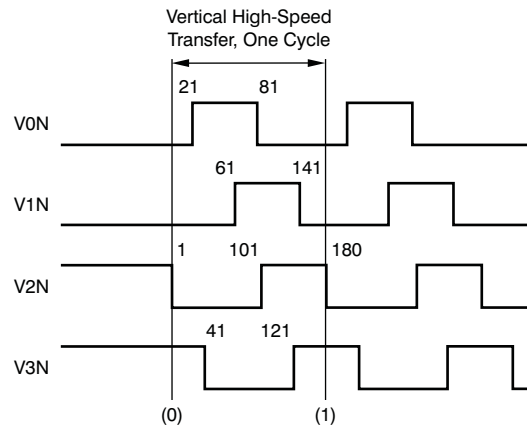 Vertical High-Speed
Transfer, One Cycle
21 81
V0N
61 141
V1N
1 101 180
V2N
41 121
V3N
(0) (1)